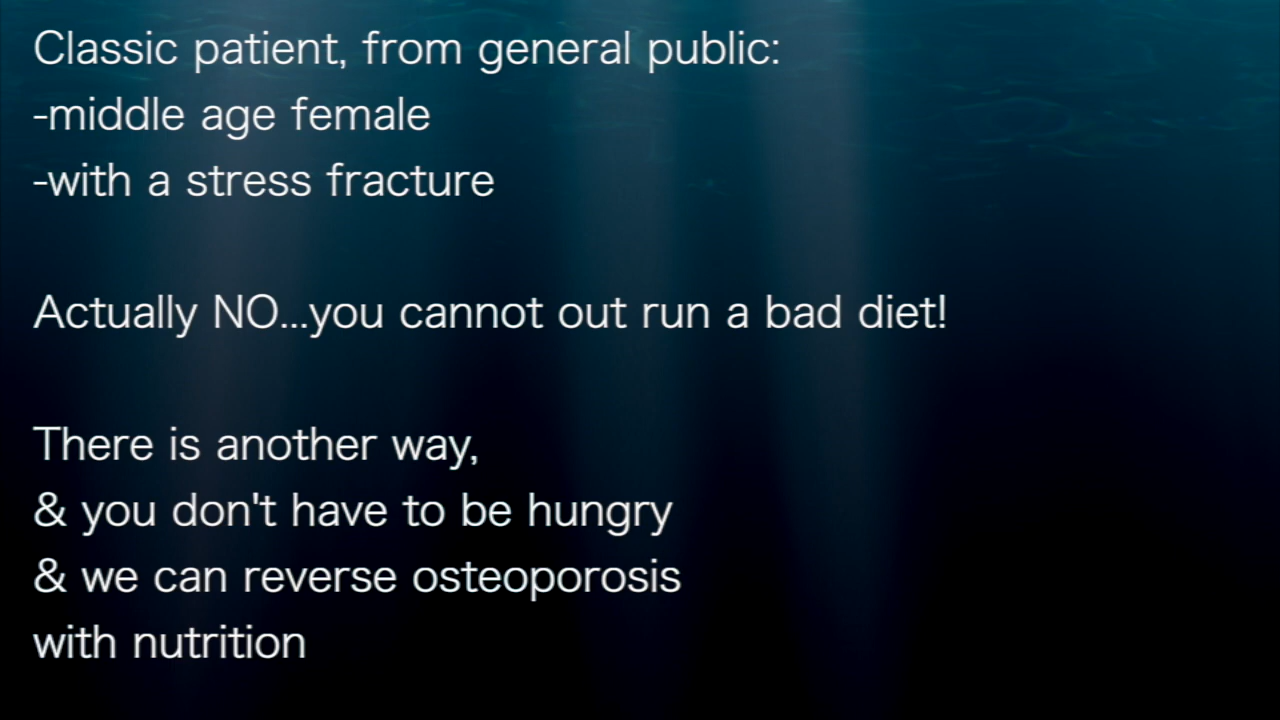 Classic patient, from general public:
-middle age female
-with a stress fracture
Actually NO...you cannot out run a bad diet!
There is another way,
& you don't have to be hungry
& we can reverse osteoporosis
with nutrition